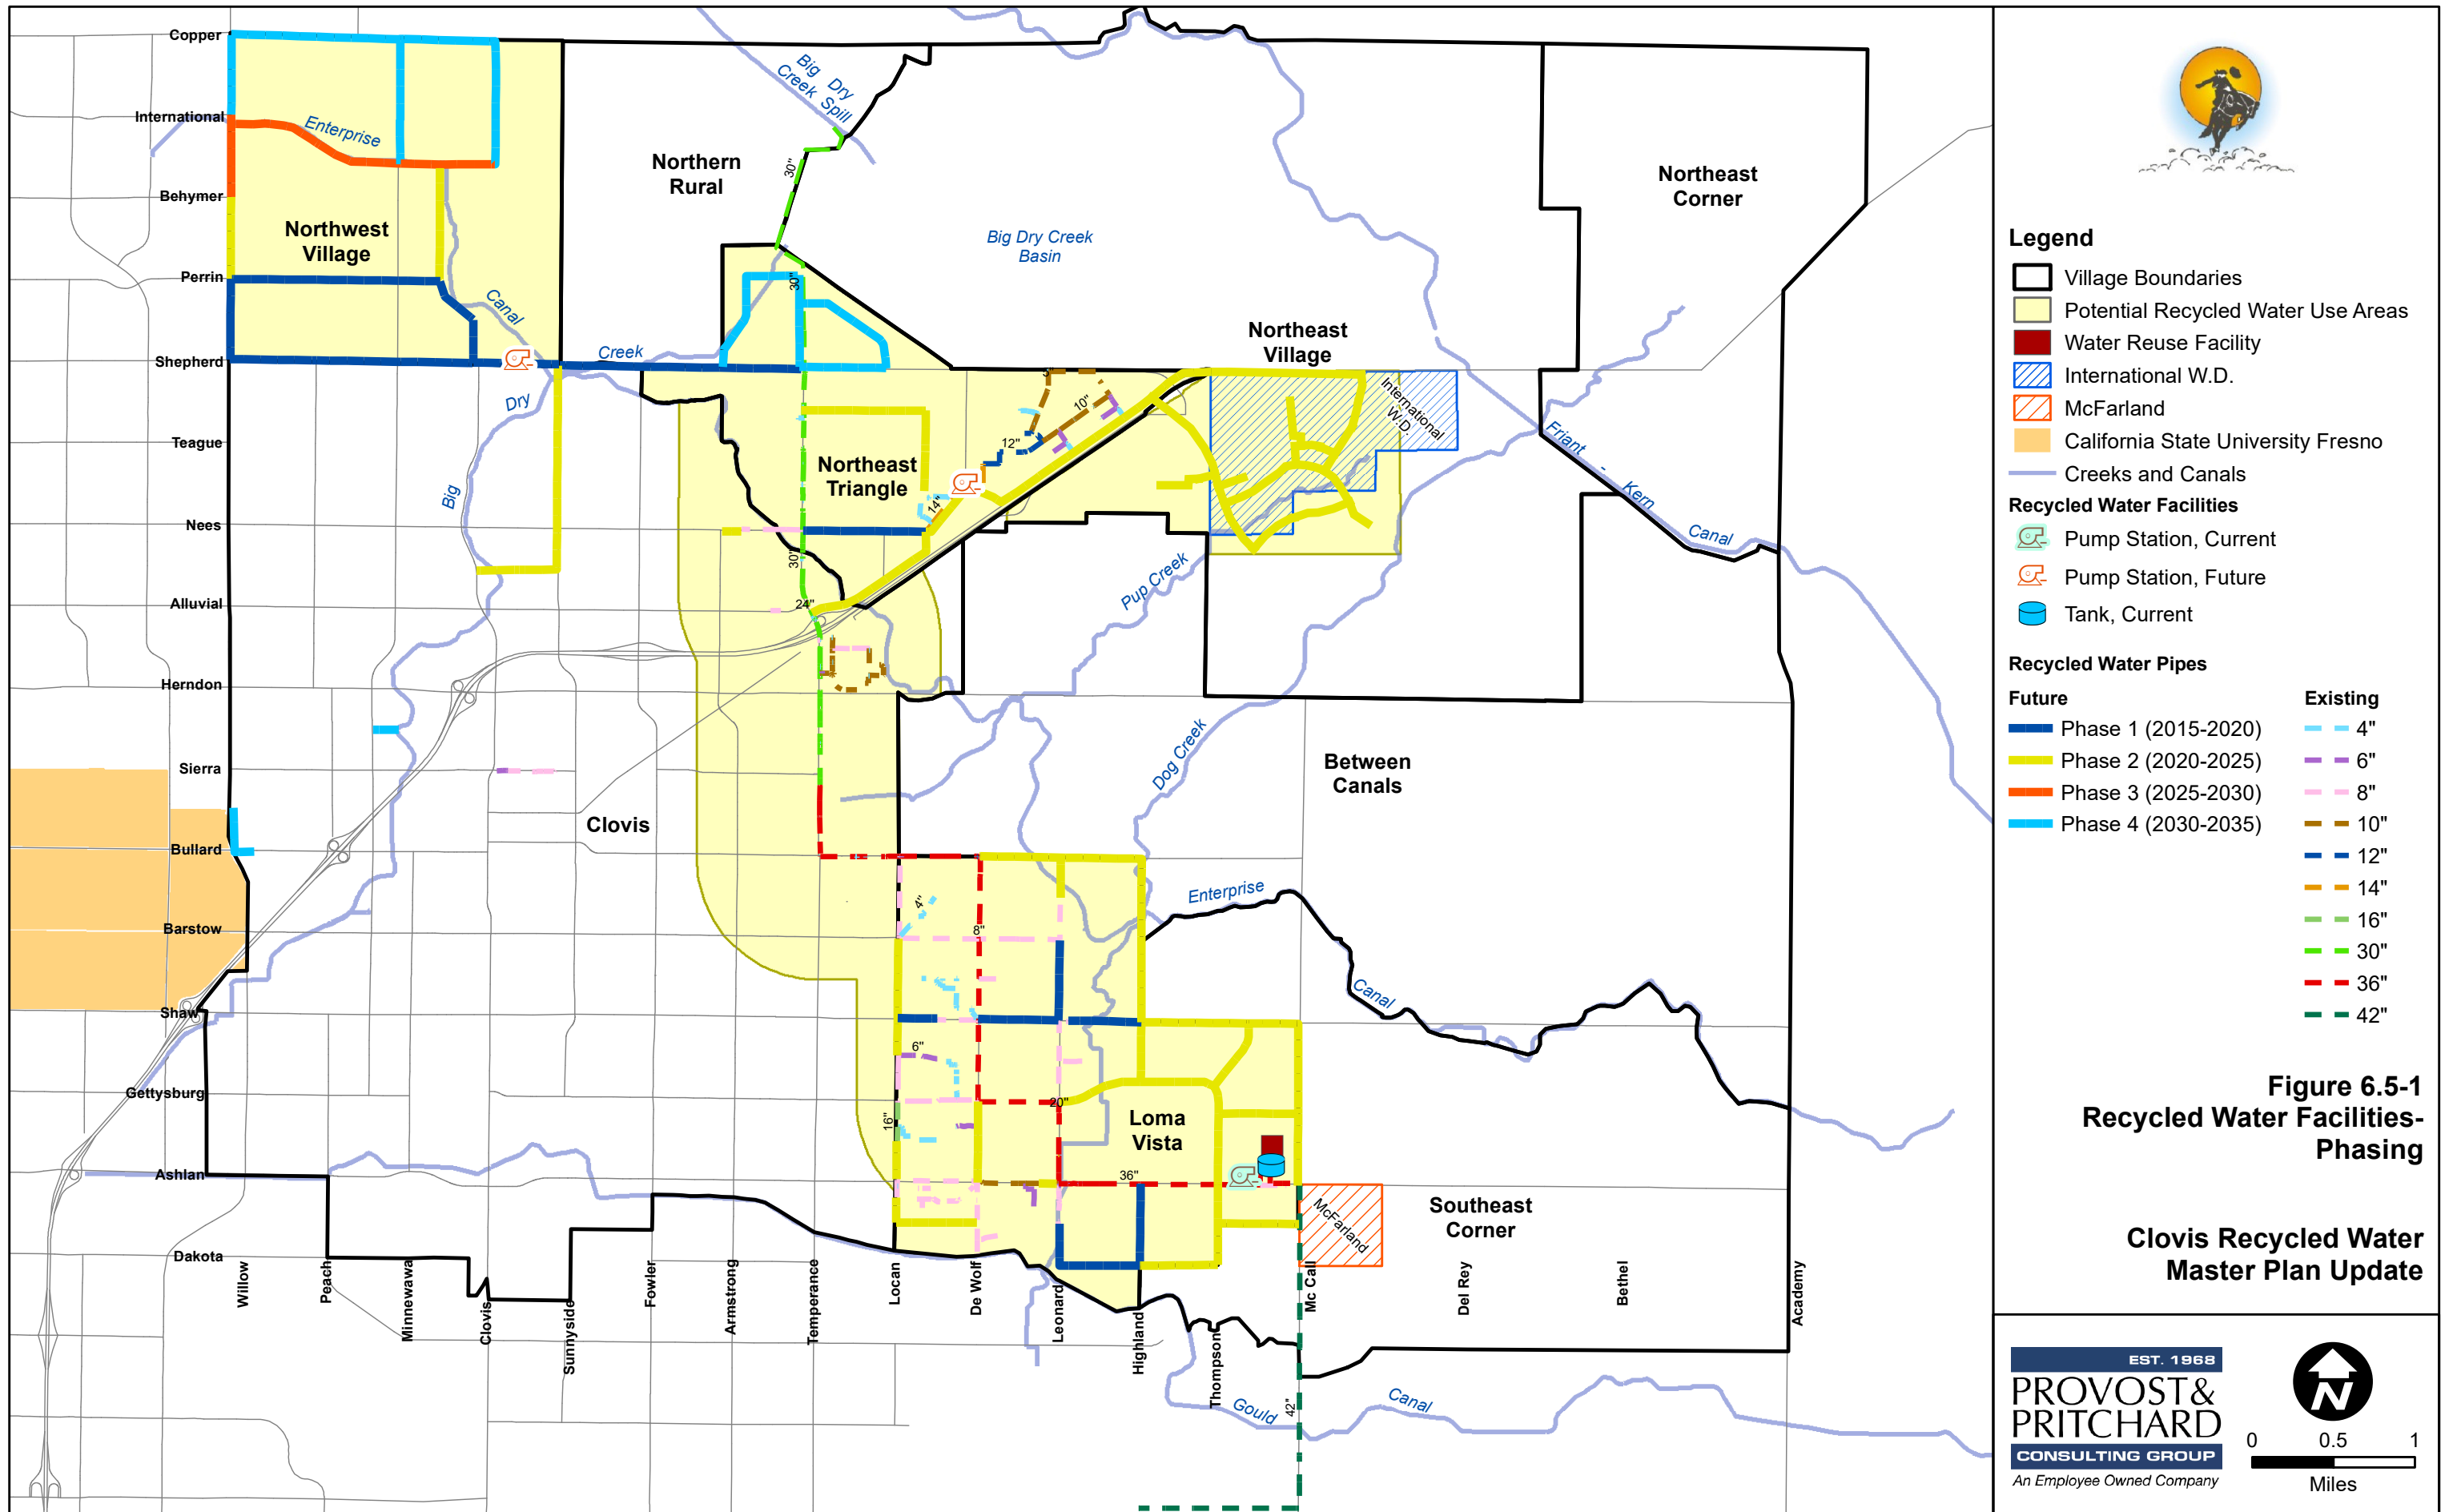 Copper
International
Behymer
Perrin
Shepherd
Teague
Nees
Alluvial
Herndon
Sierra
Bullard
Barstow
Shaw
Gettysburg
Ashlan
Dakota
Willow
Peach
Minnewawa
Clovis
Sunnyside
Fowler
Armstrong
Temperance
Locan
De Wolf
Leonard
Highland
Thompson
Mc Call
Del Rey
Bethel
Academy
Enterprise
Northwest
Village
Canal
Creek
Dry
Big
Big Dry
Creek Spill
Northern
Rural
30"
30"
Big Dry Creek
Basin
Northeast
Corner
Northeast
Village
International
W.D.
10"
12"
14"
Northeast
Triangle
30"
24"
Friant - Kern
Canal
Pup Creek
Dog Creek
Between
Canals
Clovis
Enterprise
Canal
4"
8"
6"
16"
20"
Loma
Vista
36"
McFarland
Southeast
Corner
42"
Gould
Canal
Legend
Village Boundaries
Potential Recycled Water Use Areas
Water Reuse Facility
International W.D.
McFarland
California State University Fresno
Creeks and Canals
Recycled Water Facilities
Pump Station, Current
Pump Station, Future
Tank, Current
Recycled Water Pipes
Future
Phase 1 (2015-2020)
Phase 2 (2020-2025)
Phase 3 (2025-2030)
Phase 4 (2030-2035)
Existing
4"
6"
8"
10"
12"
14"
16"
30"
36"
42"
Figure 6.5-1
Recycled Water Facilities-
Phasing
Clovis Recycled Water
Master Plan Update
EST. 1968
PROVOST&
PRITCHARD
CONSULTING GROUP
An Employee Owned Company
N
0 0.5 1
Miles